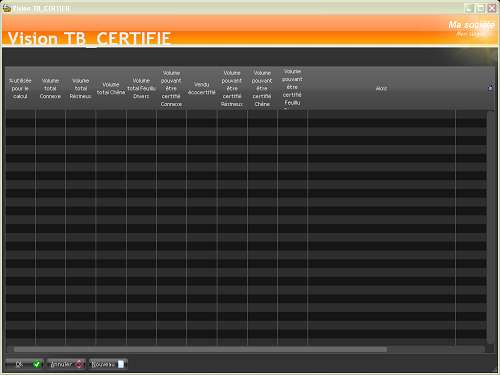 Vision TB_CERTIFIE
Ma société
Vision TB_CERTIFIE
% utilisée pour le calcul
Volume total Connexe
Volume total Résineux
Volume total Chêne
Volume total Feuillu Divers
Volume pouvant être certifié Connexe
Vendu écocertifié
Volume pouvant être certifié Résineux
Volume pouvant être certifié Chêne
Volume pouvant être certifié Feuillu
Mois
OK
Annuler
Nouveau